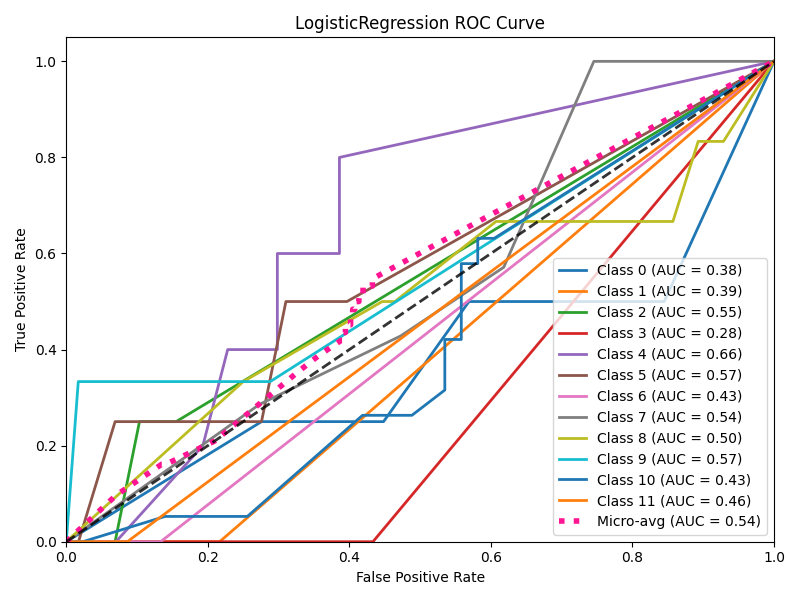 LogisticRegression ROC Curve
True Positive Rate
1.0
0.8
0.6
0.4
0.2
0.0
0.0 0.2 0.4 0.6 0.8 1.0
False Positive Rate
Class 0 (AUC = 0.38)
Class 1 (AUC = 0.39)
Class 2 (AUC = 0.55)
Class 3 (AUC = 0.28)
Class 4 (AUC = 0.66)
Class 5 (AUC = 0.57)
Class 6 (AUC = 0.43)
Class 7 (AUC = 0.54)
Class 8 (AUC = 0.50)
Class 9 (AUC = 0.57)
Class 10 (AUC = 0.43)
Class 11 (AUC = 0.46)
Micro-avg (AUC = 0.54)